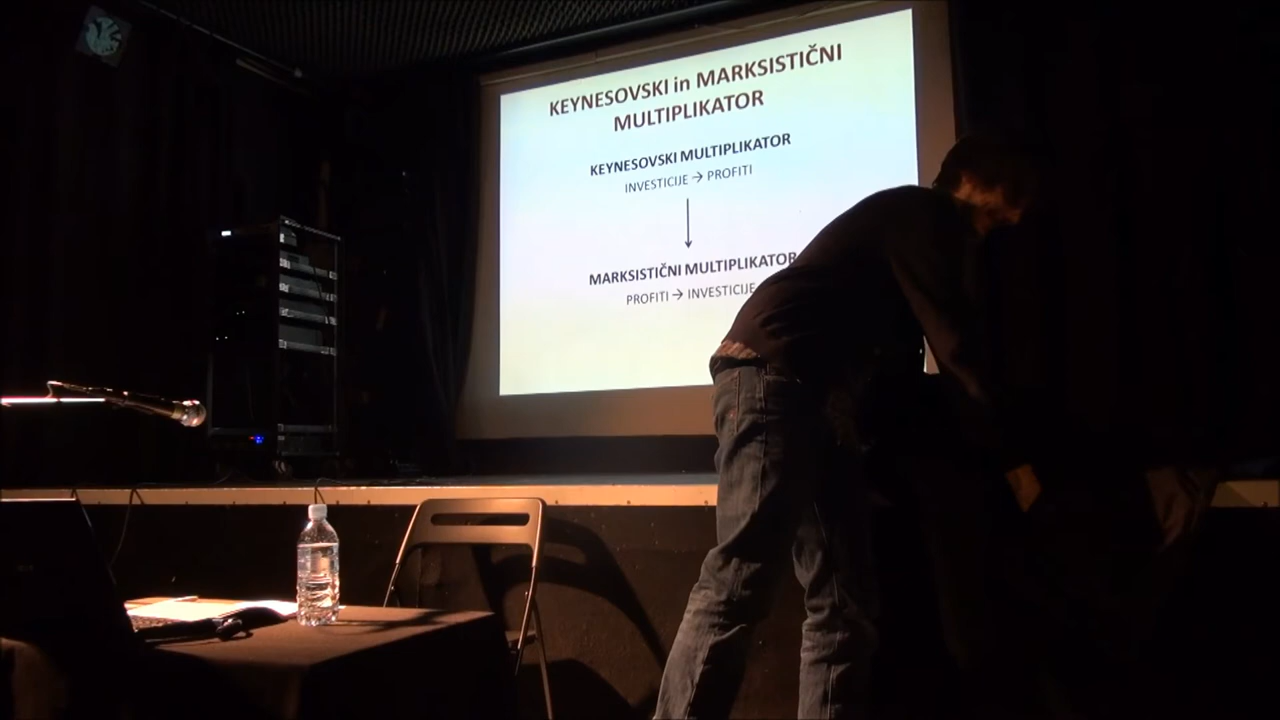 KEYNESOVSKI in MARKSISTIČNI
MULTIPLIKATOR
KEYNESOVSKI MULTIPLIKATOR
INVESTICIJE → PROFITI
MARKSISTIČNI MULTIPLIKATOR
PROFITI → INVESTICIJE